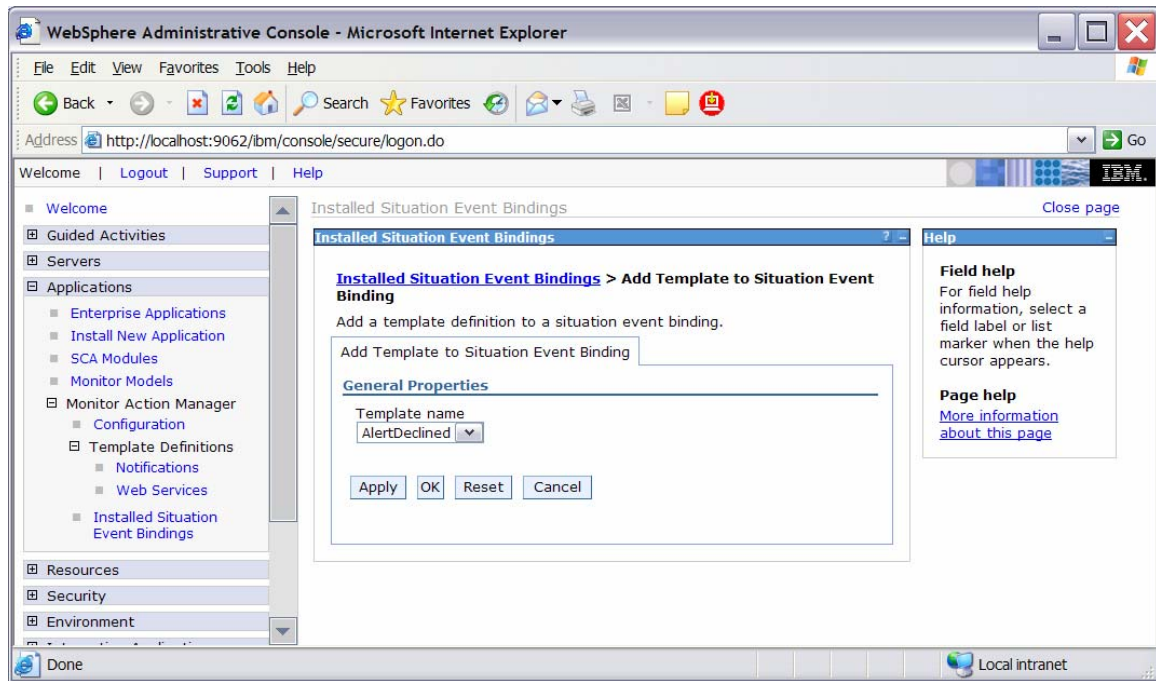 WebSphere Administrative Console - Microsoft Internet Explorer
File Edit View Favorites Tools Help
Back Search Favorites
Address http://localhost:9062/ibm/console/secure/logon.do Go
Welcome | Logout | Support | Help IBM.
Welcome
Guided Activities
Servers
Applications
Enterprise Applications
Install New Application
SCA Modules
Monitor Models
Monitor Action Manager
Configuration
Template Definitions
Notifications
Web Services
Installed Situation
Event Bindings
Resources
Security
Environment
Installed Situation Event Bindings Close page
Installed Situation Event Bindings ? -
Installed Situation Event Bindings > Add Template to Situation Event
Binding
Add a template definition to a situation event binding.
Add Template to Situation Event Binding
General Properties
Template name
AlertDeclined
Apply OK Reset Cancel
Help -
Field help
For field help
information, select a
field label or list
marker when the help
cursor appears.
Page help
More information
about this page
Done Local intranet